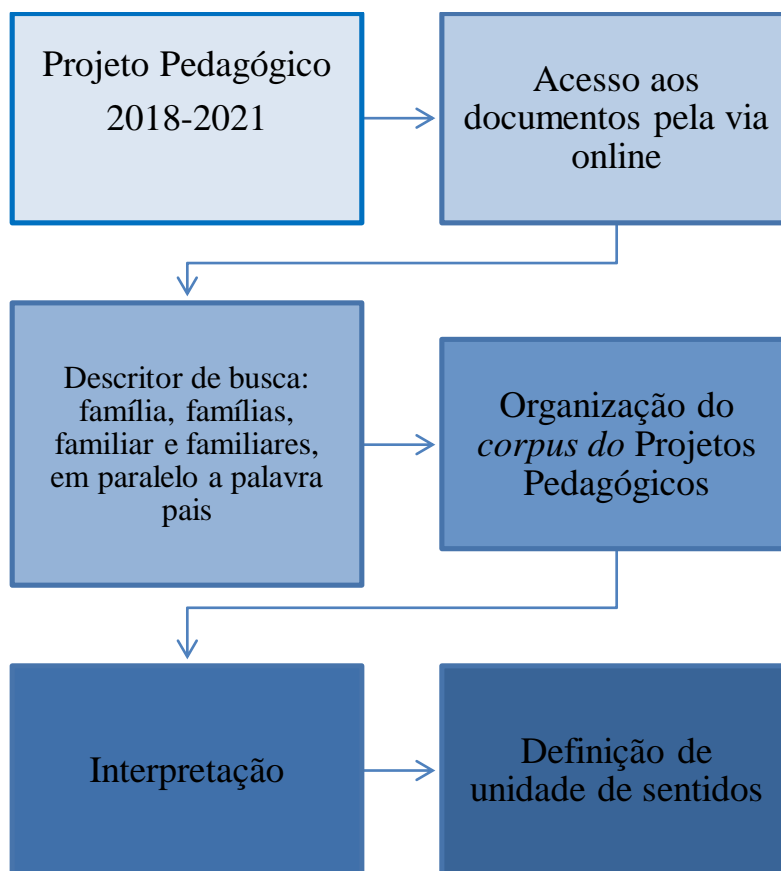 Projeto Pedagógico
2018-2021
Acesso aos
documentos pela via
online
Descritor de busca:
família, famílias,
familiar e familiares,
em paralelo a palavra
pais
Organização do
corpus do Projetos
Pedagógicos
Interpretação
Definição de
unidade de sentidos